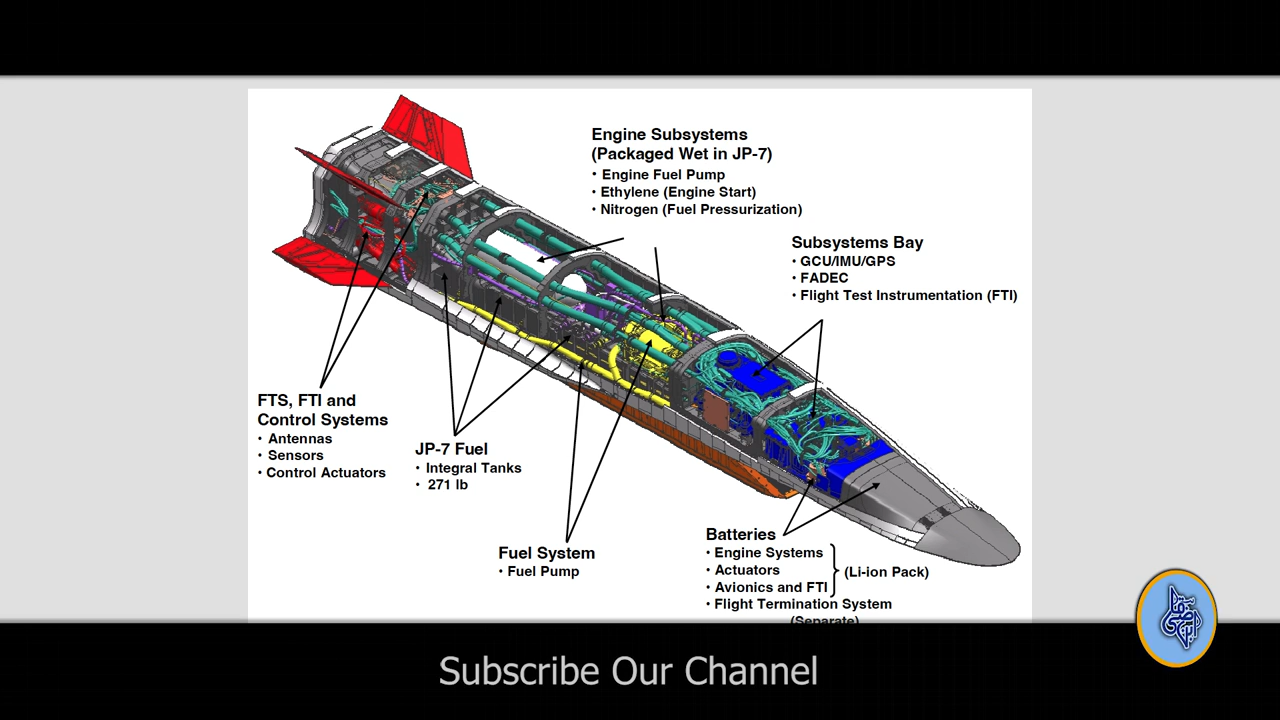 Engine Subsystems
(Packaged Wet in JP-7)
• Engine Fuel Pump
• Ethylene (Engine Start)
• Nitrogen (Fuel Pressurization)
Subsystems Bay
• GCU/IMU/GPS
• FADEC
• Flight Test Instrumentation (FTI)
FTS, FTI and
Control Systems
• Antennas
• Sensors
• Control Actuators
JP-7 Fuel
• Integral Tanks
• 271 lb
Fuel System
• Fuel Pump
Batteries
• Engine Systems
• Actuators
• Avionics and FTI
(Li-ion Pack)
• Flight Termination System
(Separate)
Subscribe Our Channel